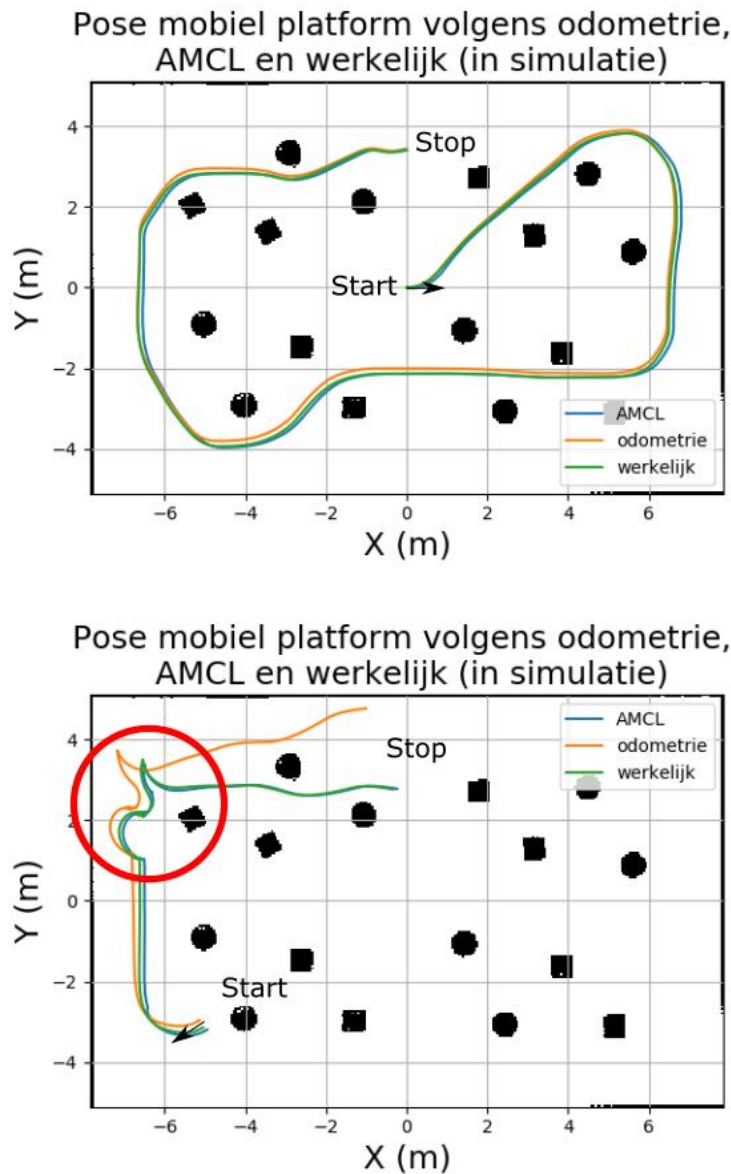 Pose mobiel platform volgens odometrie,
AMCL en werkelijk (in simulatie)
4
2
0
−2
−4
Y (m)
Stop
Start
AMCL
odometrie
werkelijk
−6
−4
−2
0
2
4
6
X (m)
Pose mobiel platform volgens odometrie,
AMCL en werkelijk (in simulatie)
4
2
0
−2
−4
Y (m)
AMCL
odometrie
werkelijk
Stop
Start
−6
−4
−2
0
2
4
6
X (m)